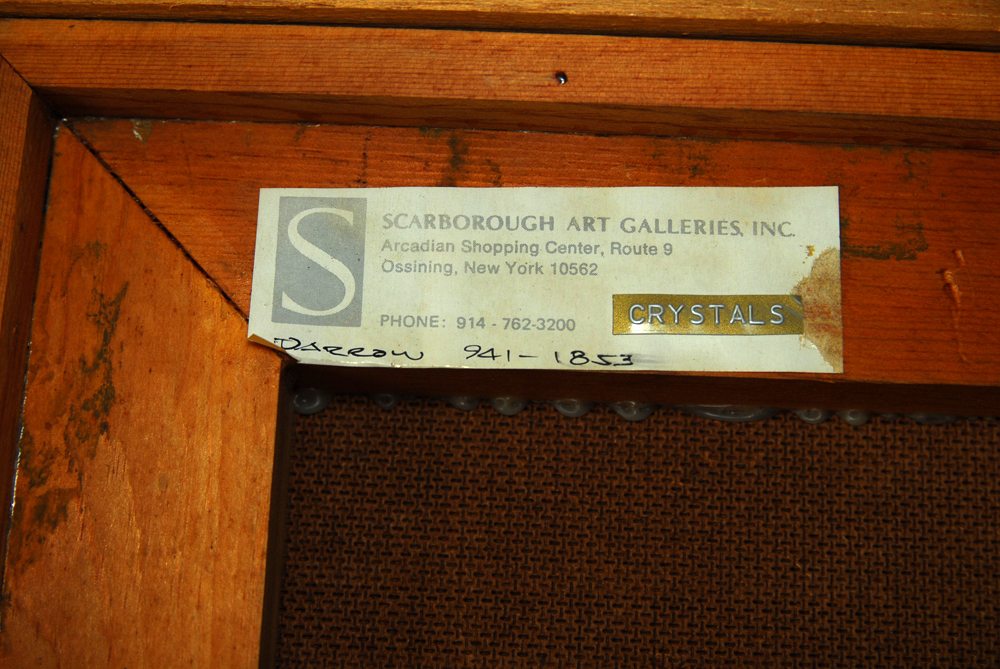 S
SCARBOROUGH ART GALLERIES, INC.
Arcadian Shopping Center, Route 9
Ossining, New York 10562
PHONE: 914 - 762-3200
CRYSTALS
DARROW 941-1853